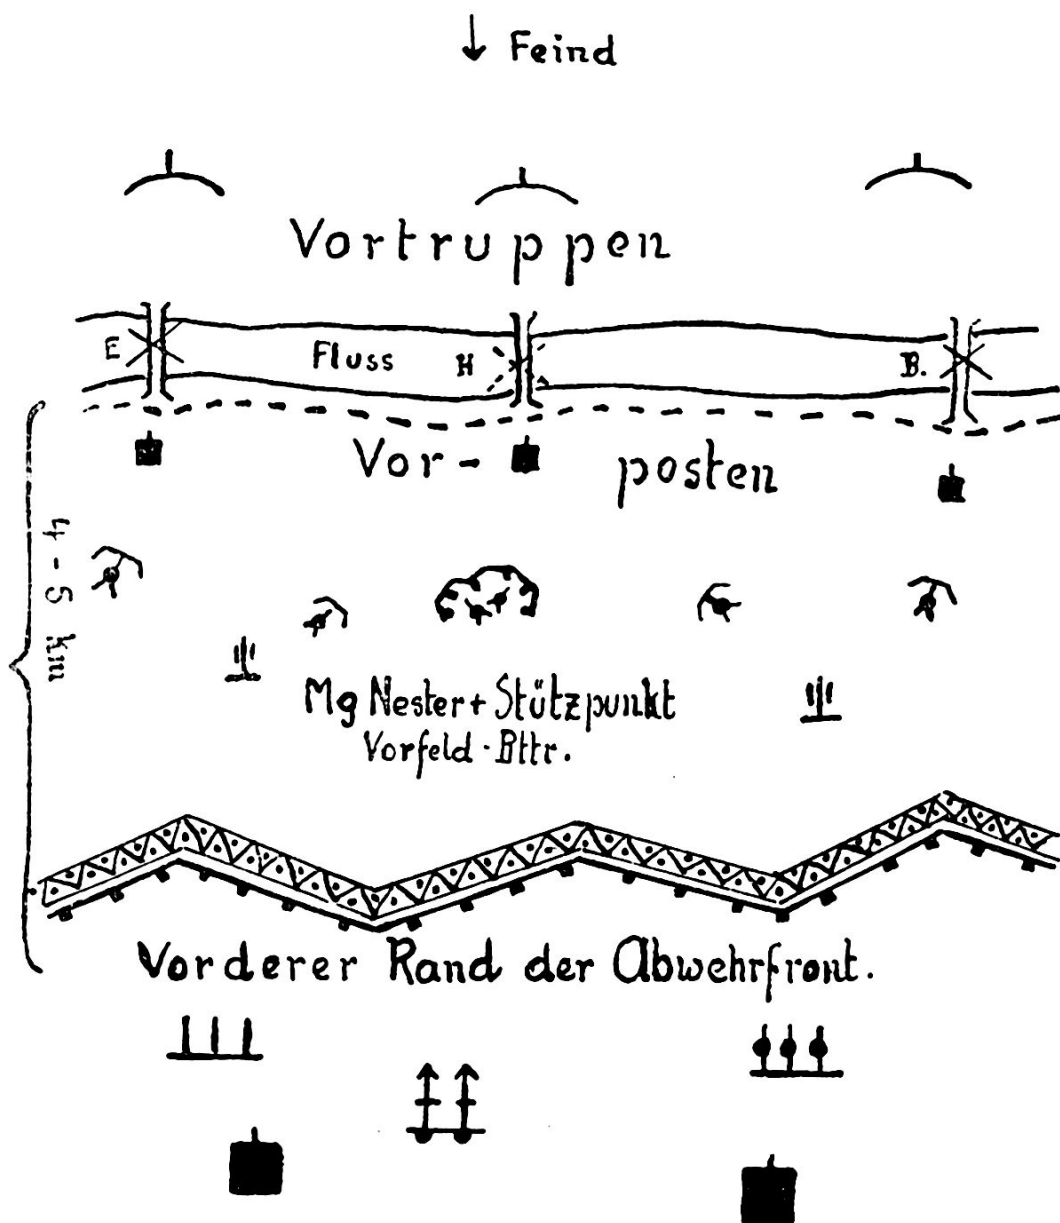 Feind
Vortruppen
E
Fluss
H
B.
Vor-posten
4-5 km
Mg Nester + Stützpunkt
Vorfeld-Bttr.
Vorderer Rand der Abwehrfront.